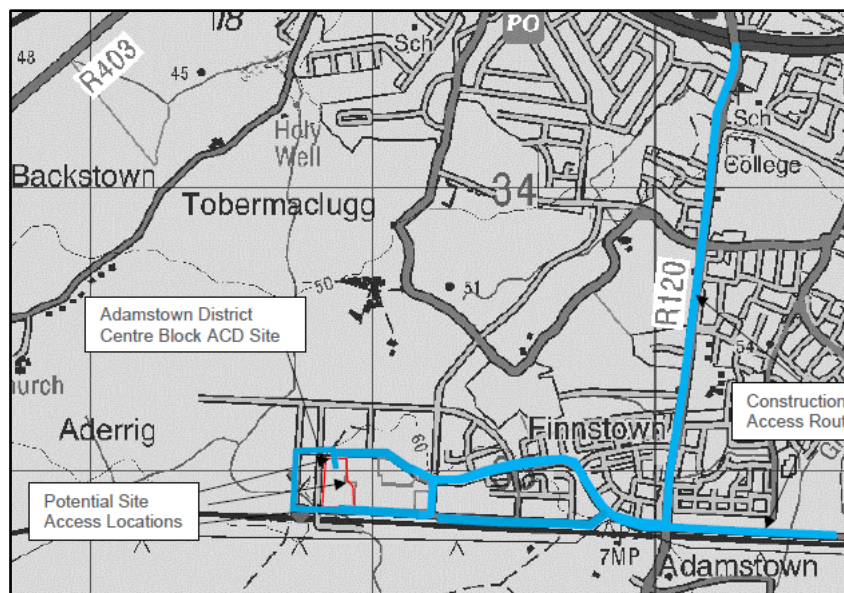 18
PO
Sch
48
R403
45
Holy
Well
Sch
College
Backstown
Tobermaclugg
34
50
51
R120
54
Adamstown District
Centre Block ACD Site
hurch
Construction
Access Rout
Aderrig
60
Finnstown
Potential Site
Access Locations
7MP
Adamstown